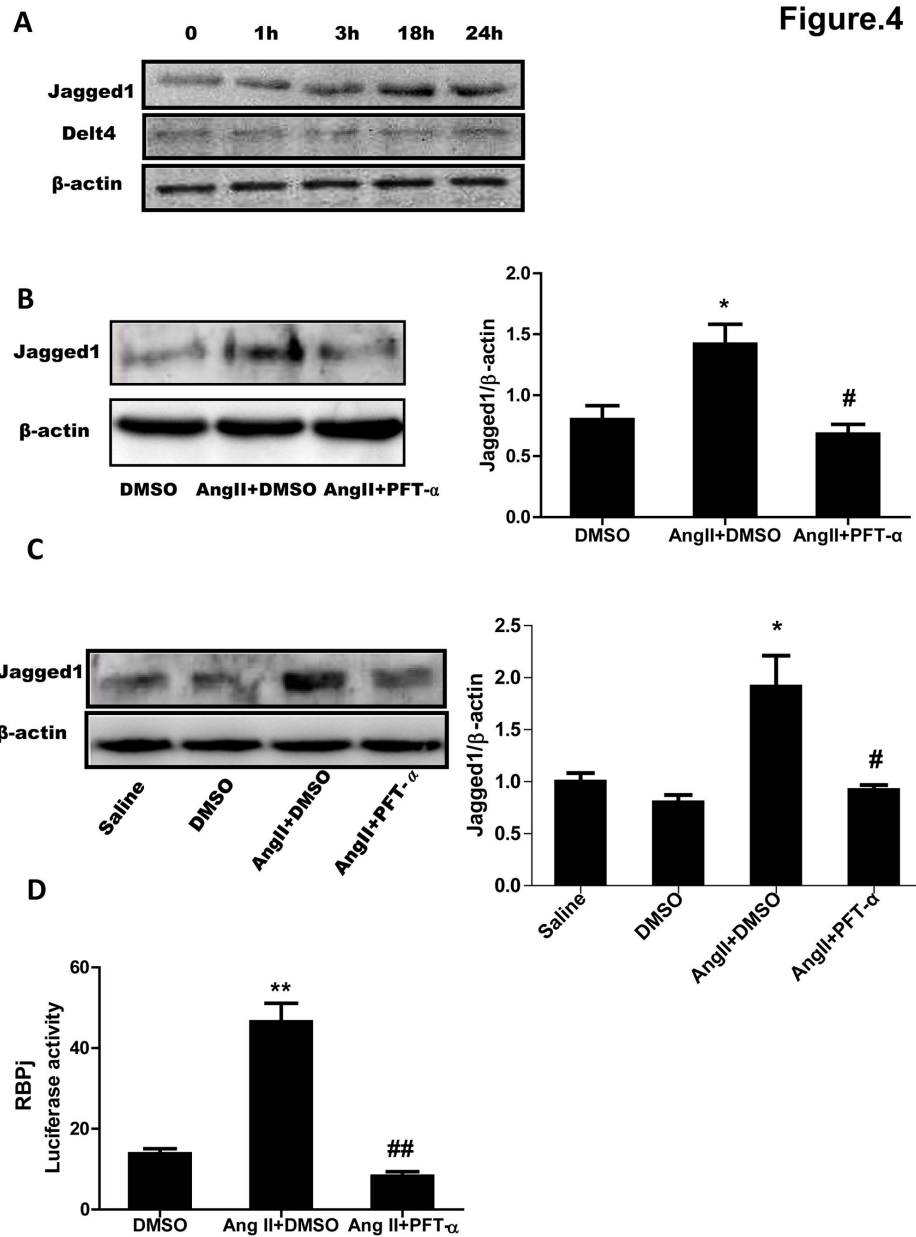 Figure.4
A
0 1h 3h 18h 24h
Jagged1
Delt4
β-actin
B
Jagged1
β-actin
DMSO AngII+DMSO AngII+PFT-α
Jagged1/β-actin
2.0
1.5
1.0
0.5
0.0
*
#
DMSO AngII+DMSO AngII+PFT-α
C
Jagged1
β-actin
Saline DMSO AngII+DMSO AngII+PFT-α
Jagged1/β-actin
2.5
2.0
1.5
1.0
0.5
0.0
*
#
Saline DMSO AngII+DMSO AngII+PFT-α
D
RBPj
Luciferase activity
60
40
20
0
**
##
DMSO Ang II+DMSO Ang II+PFT-α